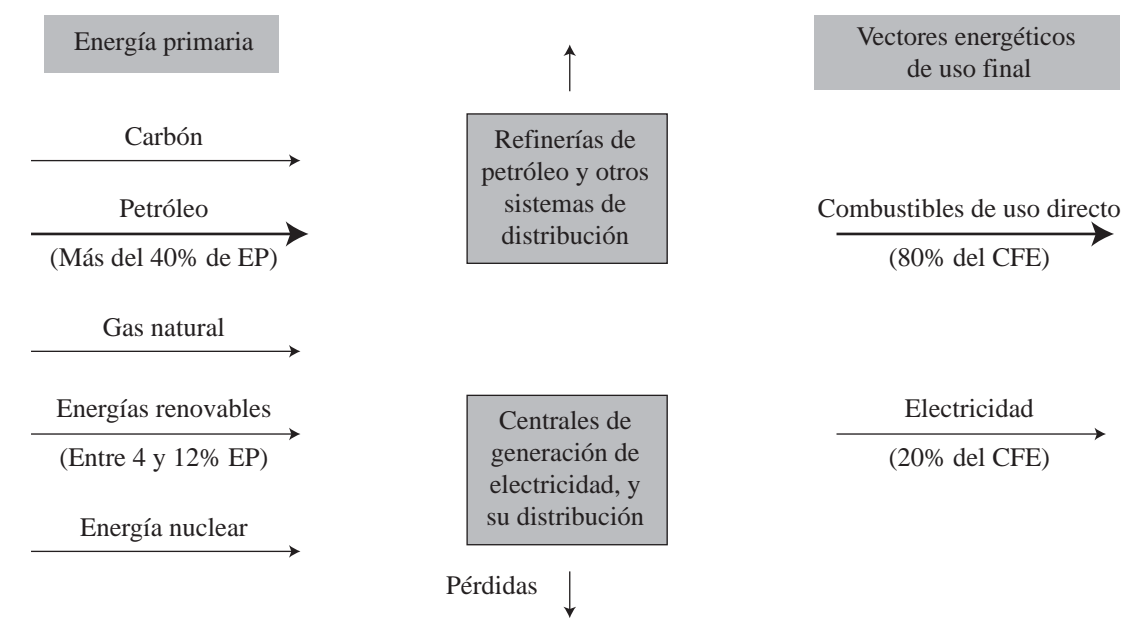 Energía primaria
Carbón
Petróleo
(Más del 40% de EP)
Gas natural
Energías renovables
(Entre 4 y 12% EP)
Energía nuclear
Refinerías de
petróleo y otros
sistemas de
distribución
Centrales de
generación de
electricidad, y
su distribución
Pérdidas
Vectores energéticos
de uso final
Combustibles de uso directo
(80% del CFE)
Electricidad
(20% del CFE)